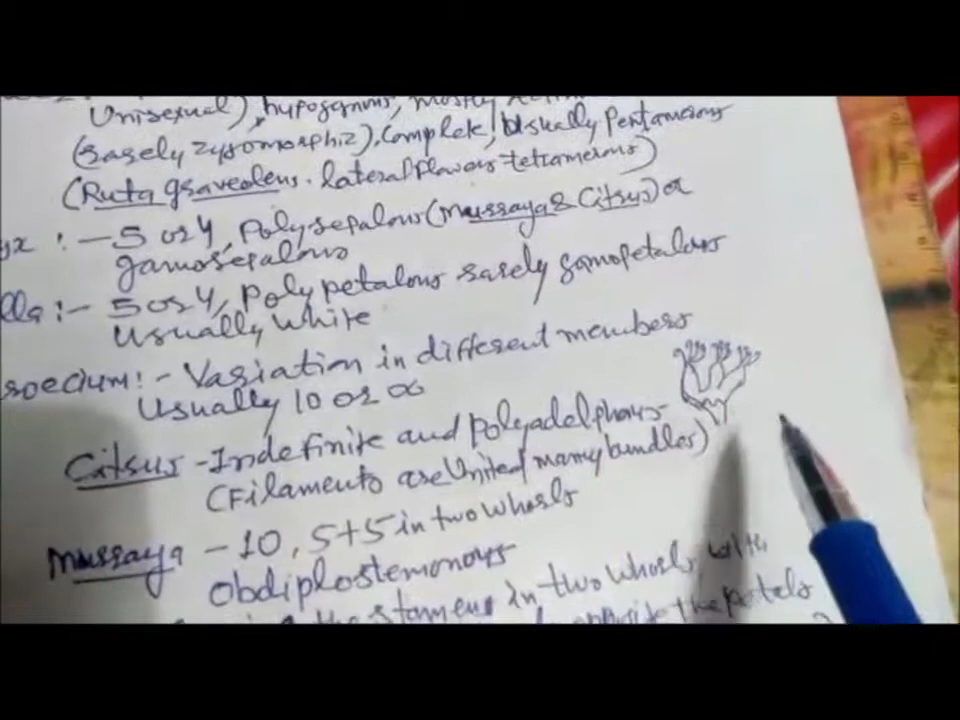 Unisexual), hypogynous, mostly
(rarely zygomorphic), Complete, Usually Pentamerous
(Ruta graveolens. lateral flowers tetramerous)
yx :- 5 or 4, Polysepalous (Murraya & Citrus) or
gamosepalous
lla :- 5 or 4, Polypetalous rarely gamopetalous
Usually White
roecium :- Variation in different members
Usually 10 or ∞
Citrus - Indefinite and polyadelphous
(Filaments are United many bundles)
Murraya - 10, 5+5 in two whorls
Obdiplostemonous
the stamens in two whorls with
opposite the petals